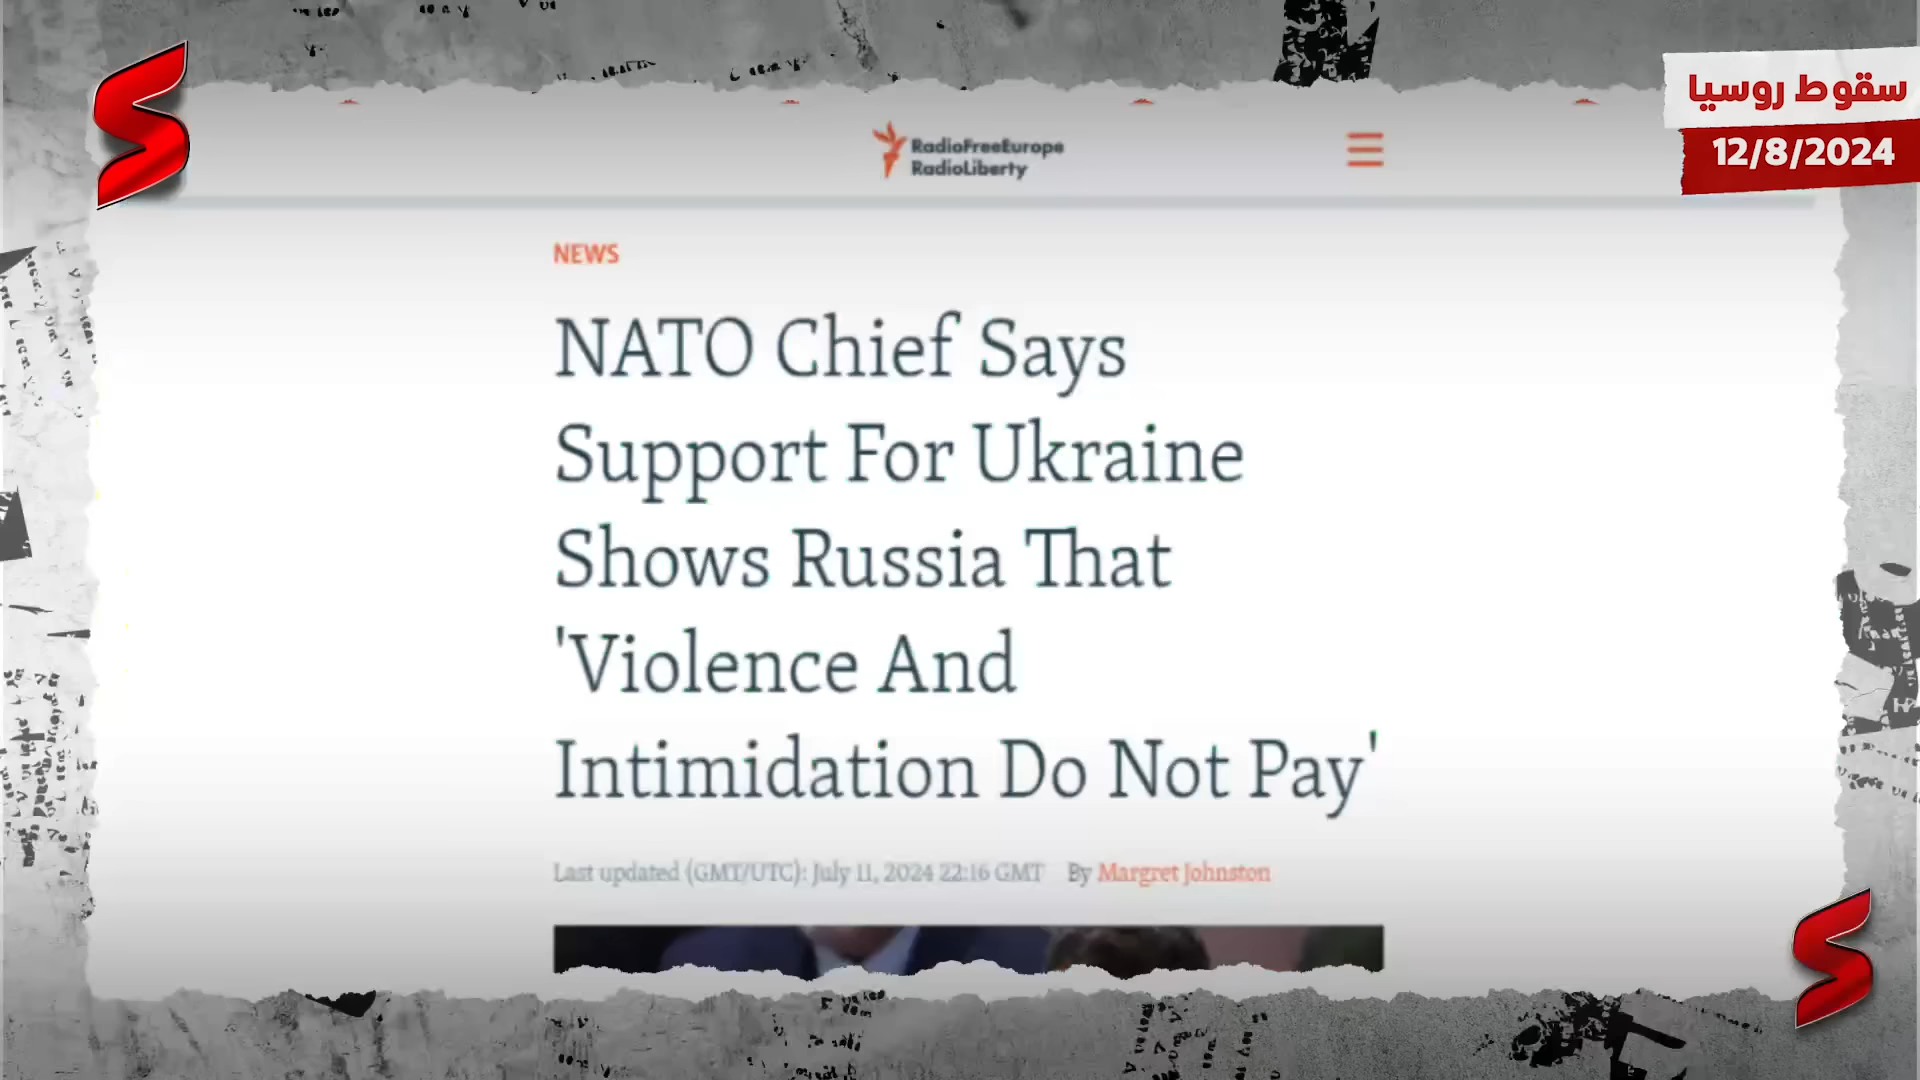 سقوط روسيا
12/8/2024
RadioFreeEurope
RadioLiberty
NEWS
NATO Chief Says
Support For Ukraine
Shows Russia That
'Violence And
Intimidation Do Not Pay'
Last updated (GMT/UTC): July 11, 2024 22:16 GMT By Margret Johnston